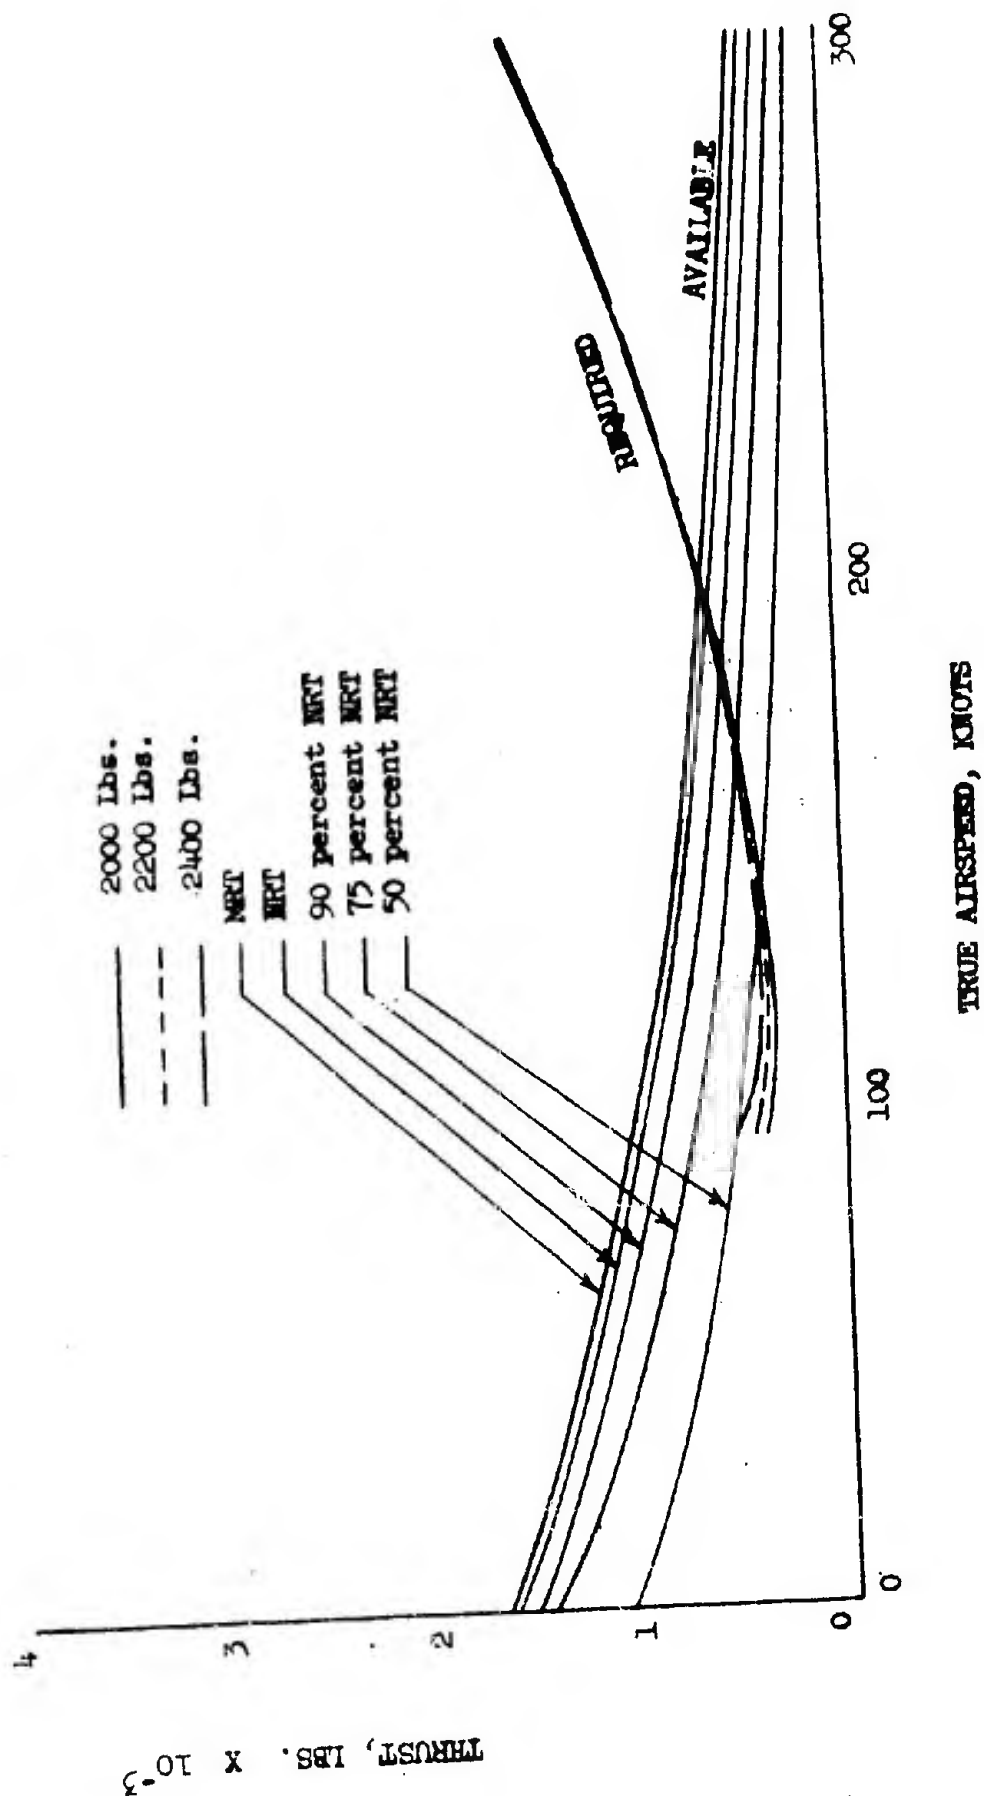 2000 Lbs.
2200 Lbs.
2400 Lbs.
MRT
NRT
90 percent NRT
75 percent NRT
50 percent NRT
REQUIRED
AVAILABLE
4
3
2
1
0
THRUST, LBS. X 10-3
0
100
200
300
TRUE AIRSPEED, KNOTS